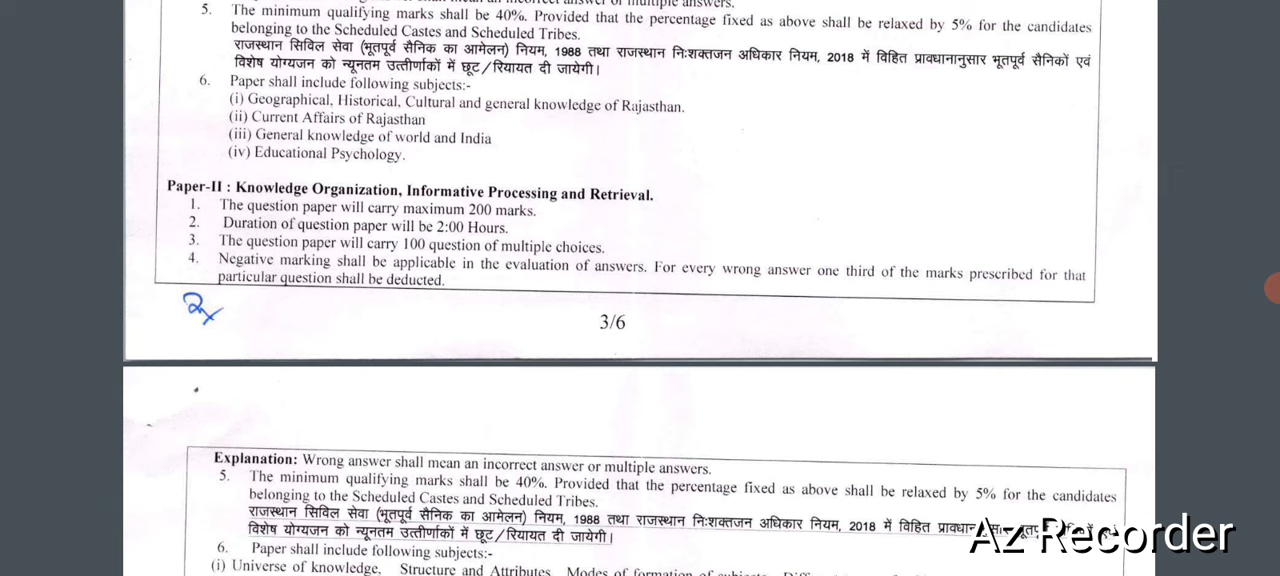 5. The minimum qualifying marks shall be 40%. Provided that the percentage fixed as above shall be relaxed by 5% for the candidates
belonging to the Scheduled Castes and Scheduled Tribes.
राजस्थान सिविल सेवा (भूतपूर्व सैनिक का आमेलन) नियम, 1988 तथा राजस्थान निःशक्तजन अधिकार नियम, 2018 में विहित प्रावधानानुसार भूतपूर्व सैनिकों एवं
विशेष योग्यजन को न्यूनतम उत्तीर्णाकों में छूट/रियायत दी जायेगी।
6. Paper shall include following subjects:-
(i) Geographical, Historical, Cultural and general knowledge of Rajasthan.
(ii) Current Affairs of Rajasthan
(iii) General knowledge of world and India
(iv) Educational Psychology.
Paper-II : Knowledge Organization, Informative Processing and Retrieval.
1. The question paper will carry maximum 200 marks.
2. Duration of question paper will be 2:00 Hours.
3. The question paper will carry 100 question of multiple choices.
4. Negative marking shall be applicable in the evaluation of answers. For every wrong answer one third of the marks prescribed for that
particular question shall be deducted.
3/6
Explanation: Wrong answer shall mean an incorrect answer or multiple answers.
5. The minimum qualifying marks shall be 40%. Provided that the percentage fixed as above shall be relaxed by 5% for the candidates
belonging to the Scheduled Castes and Scheduled Tribes.
राजस्थान सिविल सेवा (भूतपूर्व सैनिक का आमेलन) नियम, 1988 तथा राजस्थान निःशक्तजन अधिकार नियम, 2018 में विहित
विशेष योग्यजन को न्यूनतम उत्तीर्णाकों में छूट/रियायत दी जायेगी।
Az Recorder
6. Paper shall include following subjects:-
(i) Universe of knowledge, Structure and Attributes, Modes of formation of subjects,